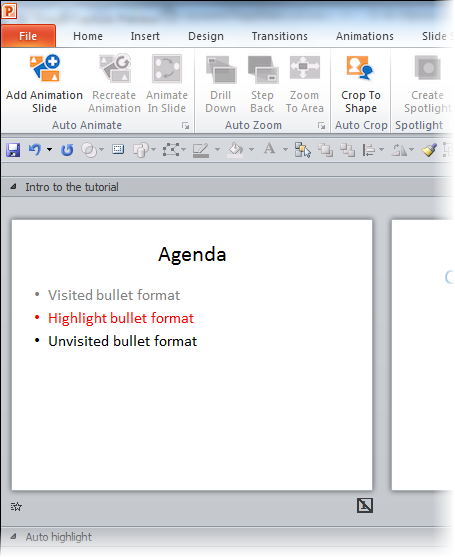 File Home Insert Design Transitions Animations Slide
Add Animation Slide
Recreate Animation
Animate In Slide
Drill Down
Step Back
Zoom To Area
Crop To Shape
Create Spotlight
Auto Animate Auto Zoom Auto Crop Spotlight
Intro to the tutorial
Agenda
• Visited bullet format
• Highlight bullet format
• Unvisited bullet format
Auto highlight